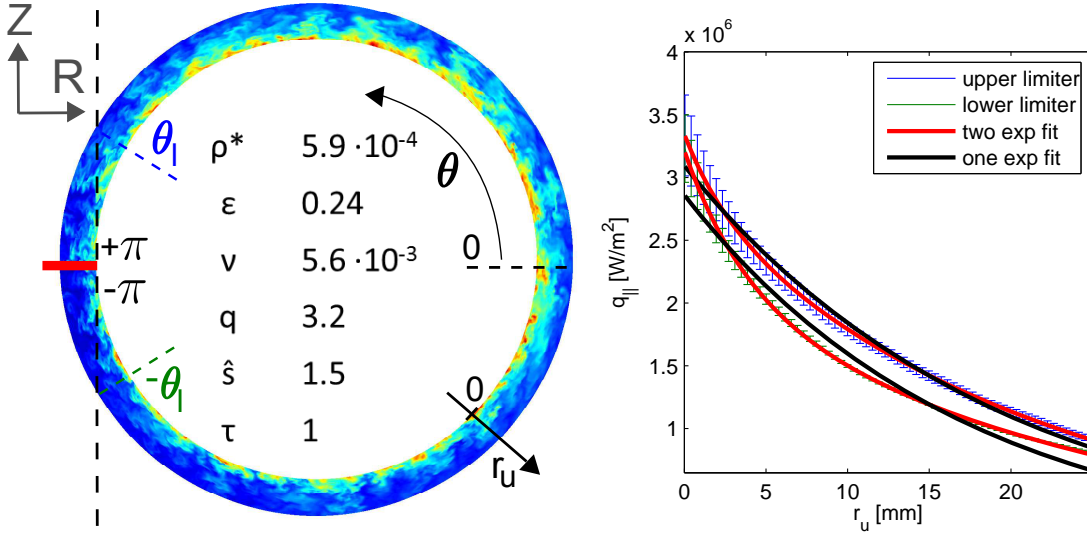 Z
R
θl
ρ* 5.9 ·10-4
θ
ε 0.24
0
+π
ν 5.6 ·10-3
-π
q 3.2
-θl
ŝ 1.5
0
τ 1
ru
x 10^6
4
3.5
3
2.5
2
1.5
1
q|| [W/m2]
upper limiter
lower limiter
two exp fit
one exp fit
0 5 10 15 20
ru [mm]